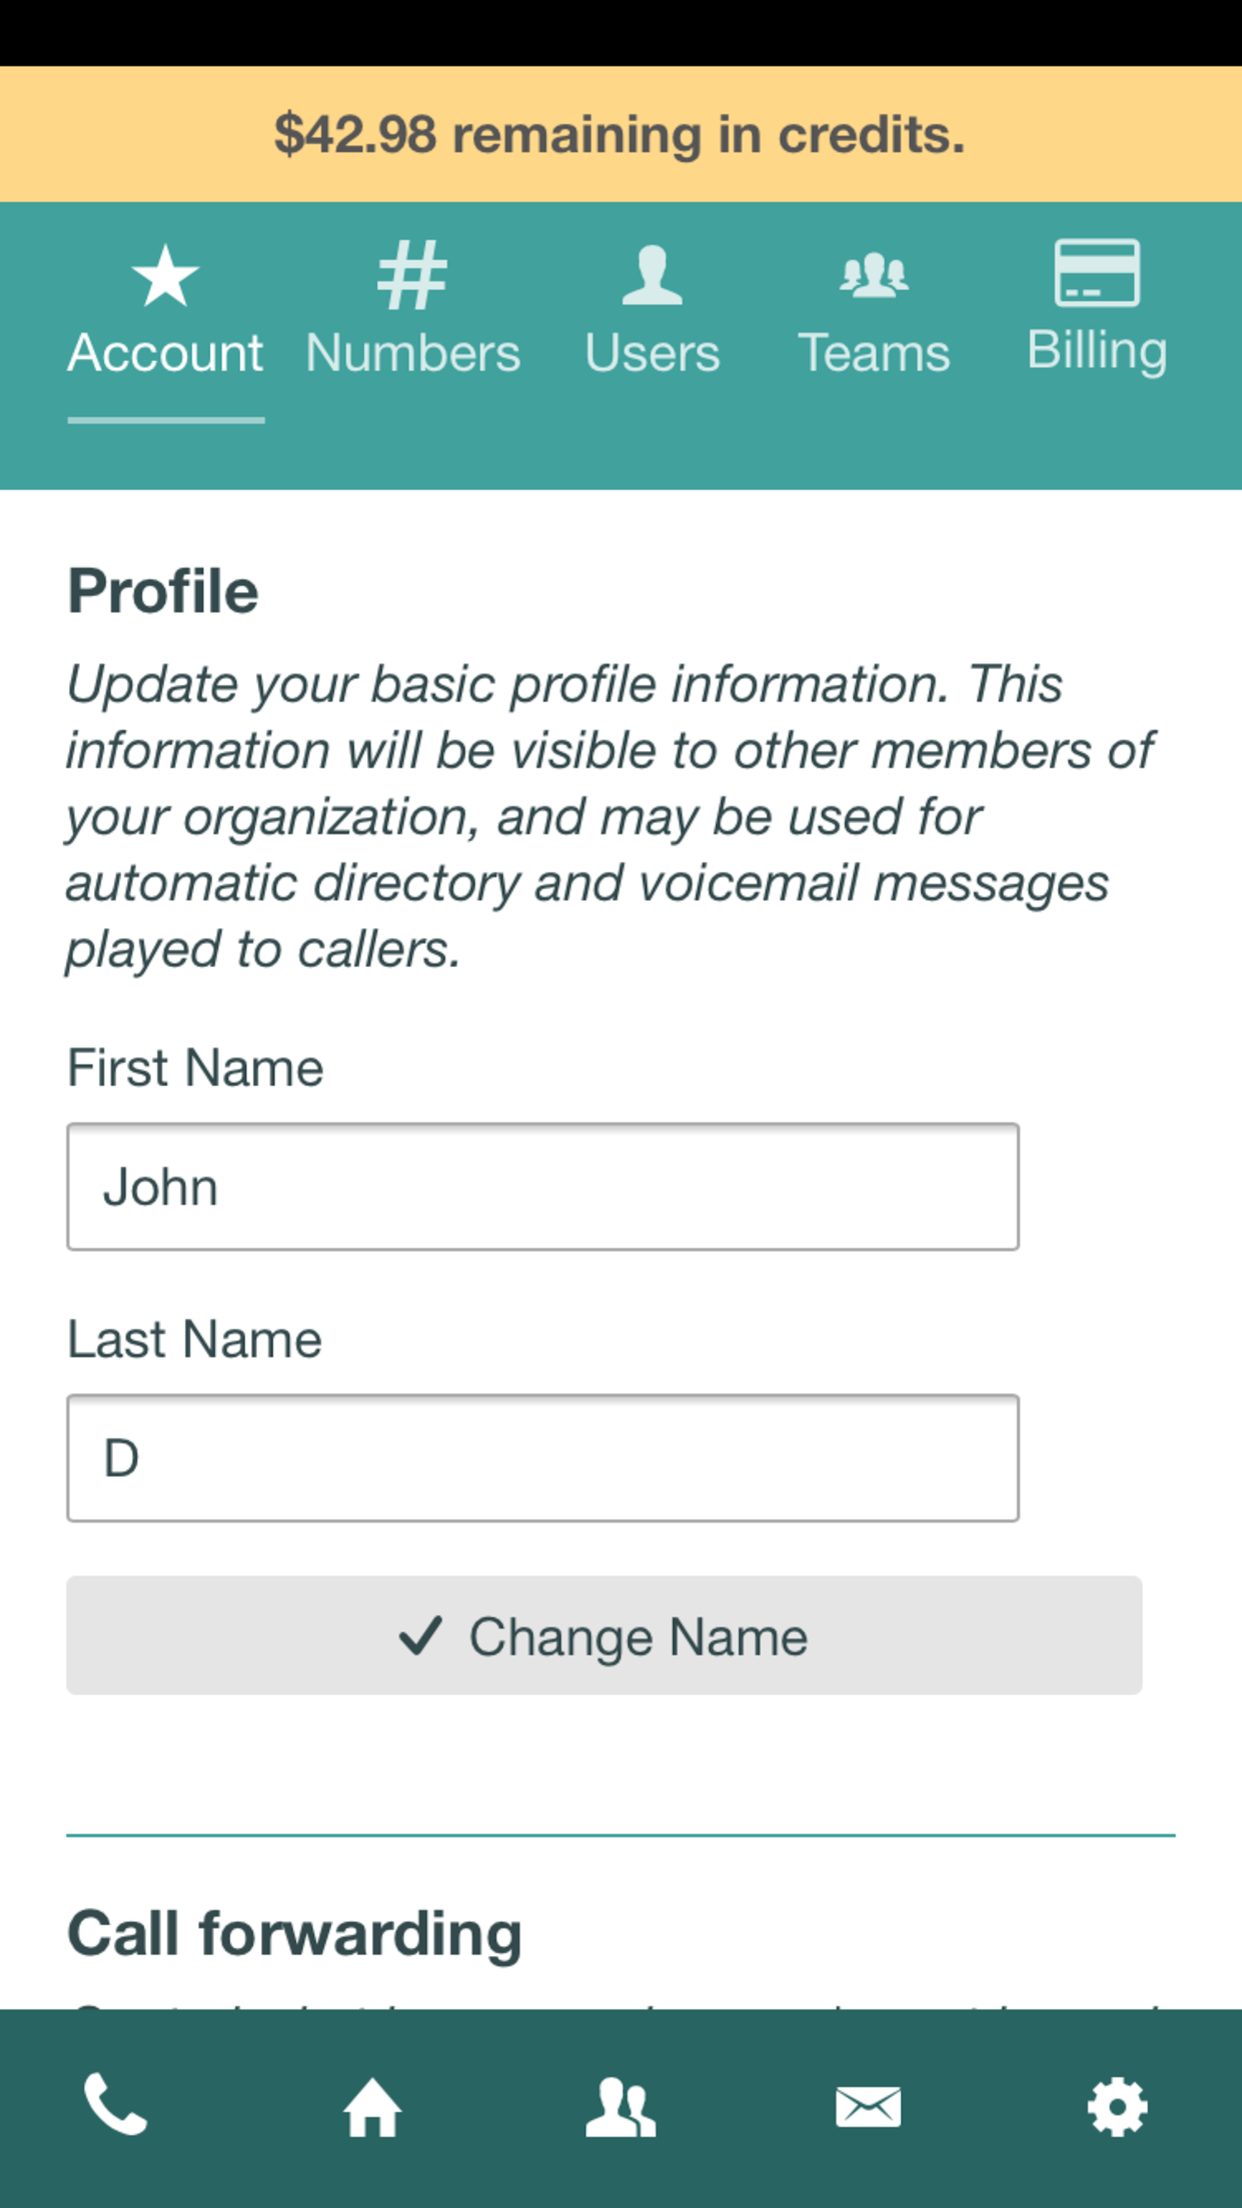 $42.98 remaining in credits.
Account Numbers Users Teams Billing
Profile
Update your basic profile information. This
information will be visible to other members of
your organization, and may be used for
automatic directory and voicemail messages
played to callers.
First Name
John
Last Name
D
Change Name
Call forwarding